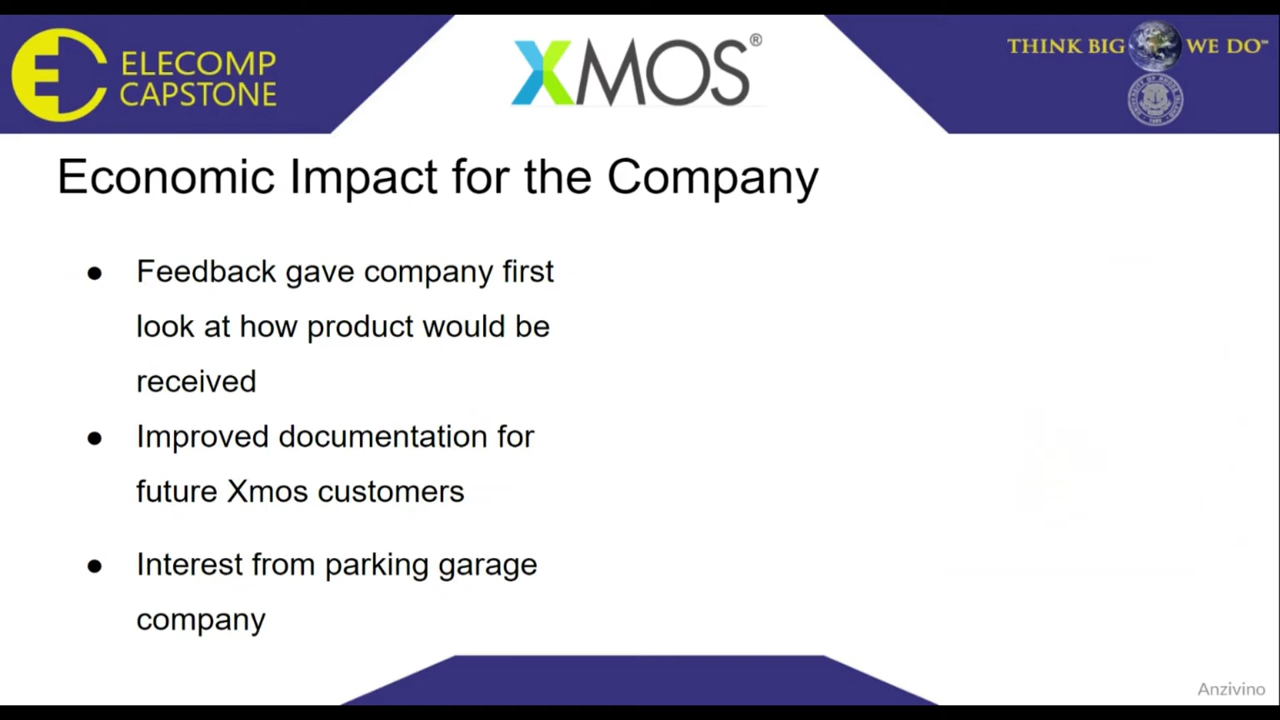 ELECOMP
CAPSTONE
XMOS®
THINK BIG WE DO™
Economic Impact for the Company
● Feedback gave company first
look at how product would be
received
● Improved documentation for
future Xmos customers
● Interest from parking garage
company
Anzivino